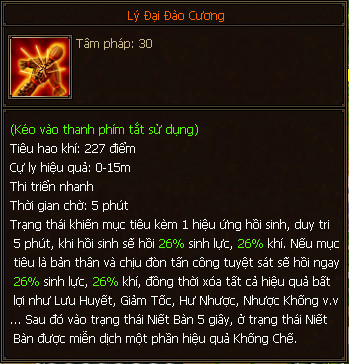 Lý Đại Đào Cương
Tâm pháp: 30
(Kéo vào thanh phím tắt sử dụng)
Tiêu hao khí: 227 điểm
Cự ly hiệu quả: 0-15m
Thi triển nhanh
Thời gian chờ: 5 phút
Trạng thái khiến mục tiêu kèm 1 hiệu ứng hồi sinh, duy trì
5 phút, khi hồi sinh sẽ hồi 26% sinh lực, 26% khí. Nếu mục
tiêu là bản thân và chịu đòn tấn công tuyệt sát sẽ hồi ngay
26% sinh lực, 26% khí, đồng thời xóa tất cả hiệu quả bất
lợi như Lưu Huyết, Giảm Tốc, Hư Nhược, Nhược Khống v.v
... Sau đó vào trạng thái Niết Bàn 5 giây, ở trạng thái Niết
Bàn được miễn dịch một phần hiệu quả Khống Chế.